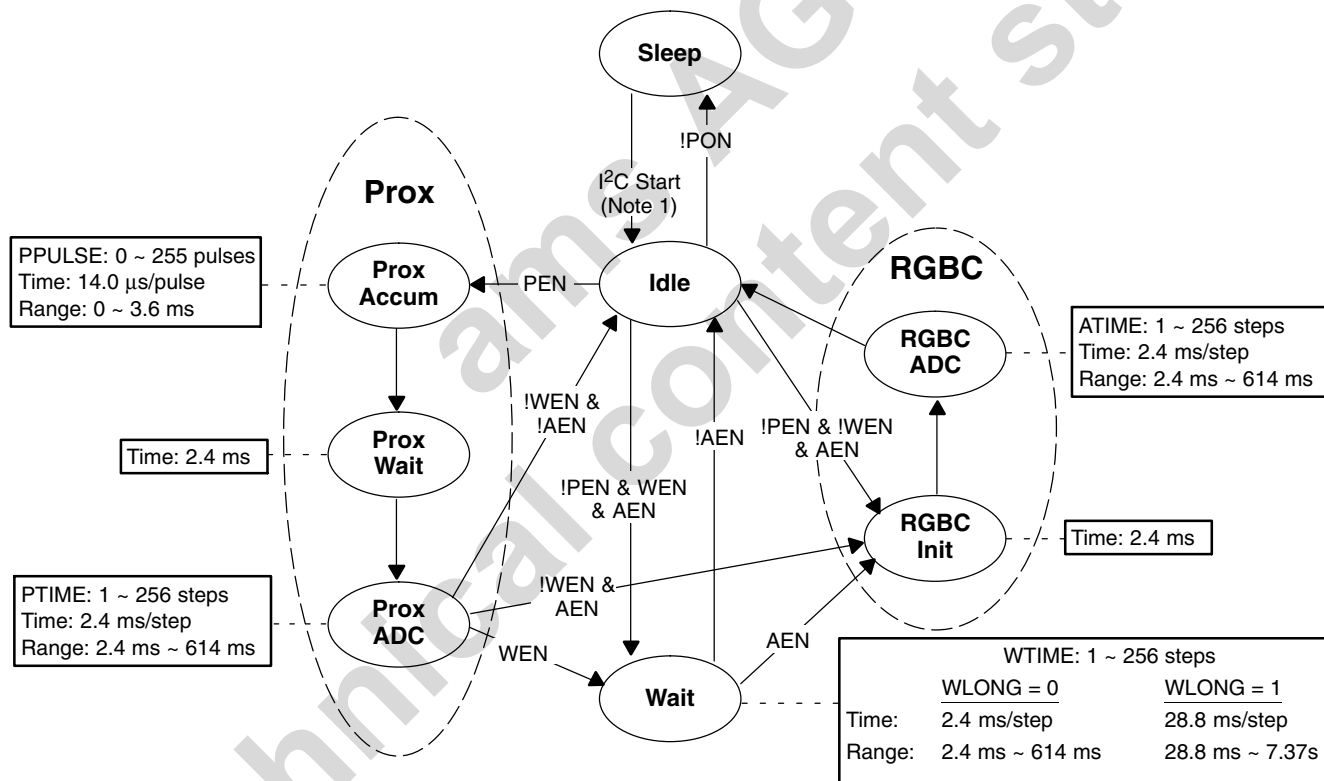 Sleep
!PON
I²C Start
(Note 1)
Prox
PPULSE: 0 ~ 255 pulses
Time: 14.0 μs/pulse
Range: 0 ~ 3.6 ms
Prox
Accum
PEN
Idle
RGBC
RGBC
ADC
ATIME: 1 ~ 256 steps
Time: 2.4 ms/step
Range: 2.4 ms ~ 614 ms
!WEN &
!AEN
!AEN
!PEN & !WEN
& AEN
Time: 2.4 ms
Prox
Wait
!PEN & WEN
& AEN
RGBC
Init
Time: 2.4 ms
PTIME: 1 ~ 256 steps
Time: 2.4 ms/step
Range: 2.4 ms ~ 614 ms
Prox
ADC
!WEN &
AEN
WEN
AEN
Wait
WTIME: 1 ~ 256 steps
WLONG = 0 WLONG = 1
Time: 2.4 ms/step 28.8 ms/step
Range: 2.4 ms ~ 614 ms 28.8 ms ~ 7.37s
ams AG
hnical content st